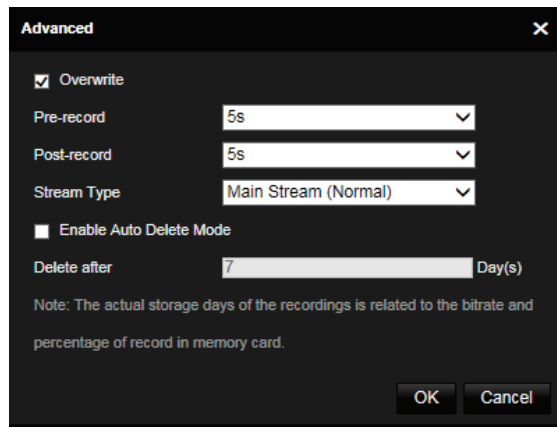 Advanced
Overwrite
Pre-record 5s
Post-record 5s
Stream Type Main Stream (Normal)
Enable Auto Delete Mode
Delete after 7 Day(s)
Note: The actual storage days of the recordings is related to the bitrate and
percentage of record in memory card.
OK Cancel